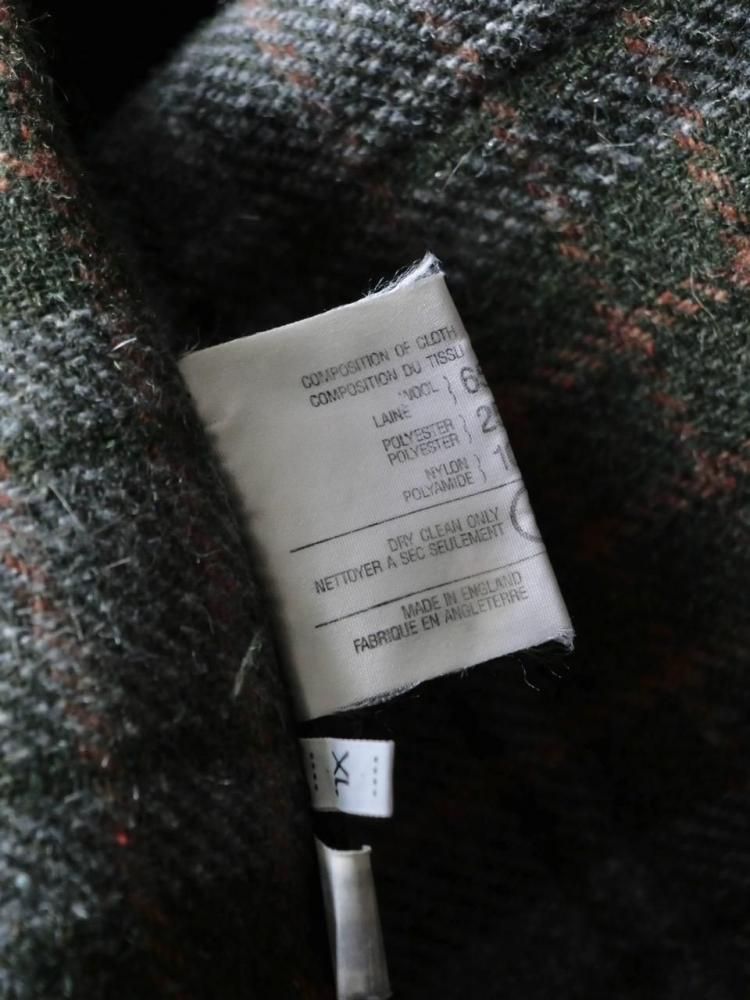 COMPOSITION OF CLOTH
COMPOSITION DU TISSU
WOOL
LAINE
POLYESTER
POLYESTER
NYLON
POLYAMIDE
DRY CLEAN ONLY
NETTOYER A SEC SEULEMENT
MADE IN ENGLAND
FABRIQUE EN ANGLETERRE
XL